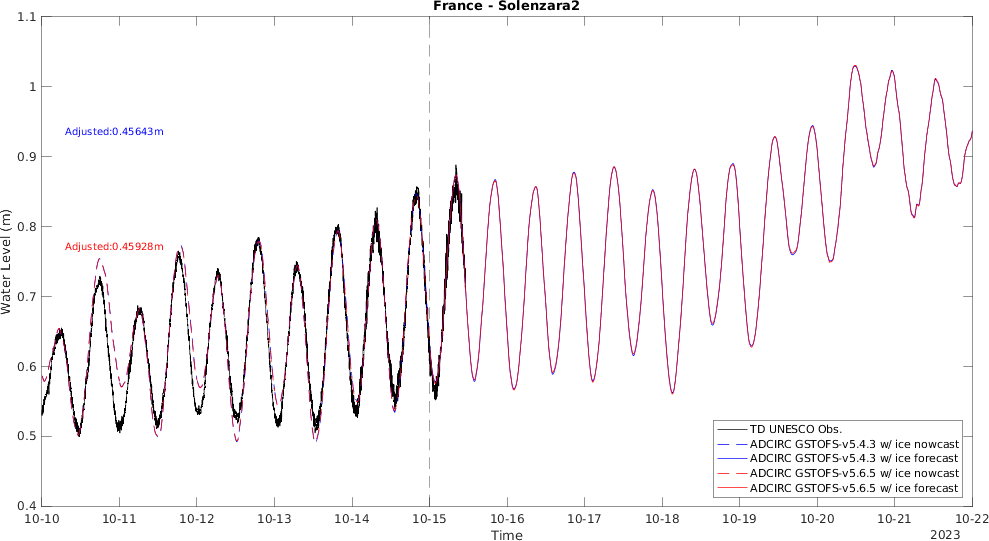 France - Solenzara2
1.1
1
0.9
0.8
0.7
0.6
0.5
0.4
Water Level (m)
Adjusted:0.45643m
Adjusted:0.45928m
TD UNESCO Obs.
ADCIRC GSTOFS-v5.4.3 w/ ice nowcast
ADCIRC GSTOFS-v5.4.3 w/ ice forecast
ADCIRC GSTOFS-v5.6.5 w/ ice nowcast
ADCIRC GSTOFS-v5.6.5 w/ ice forecast
10-10 10-11 10-12 10-13 10-14 10-15 10-16 10-17 10-18 10-19 10-20 10-21 10-22
Time
2023